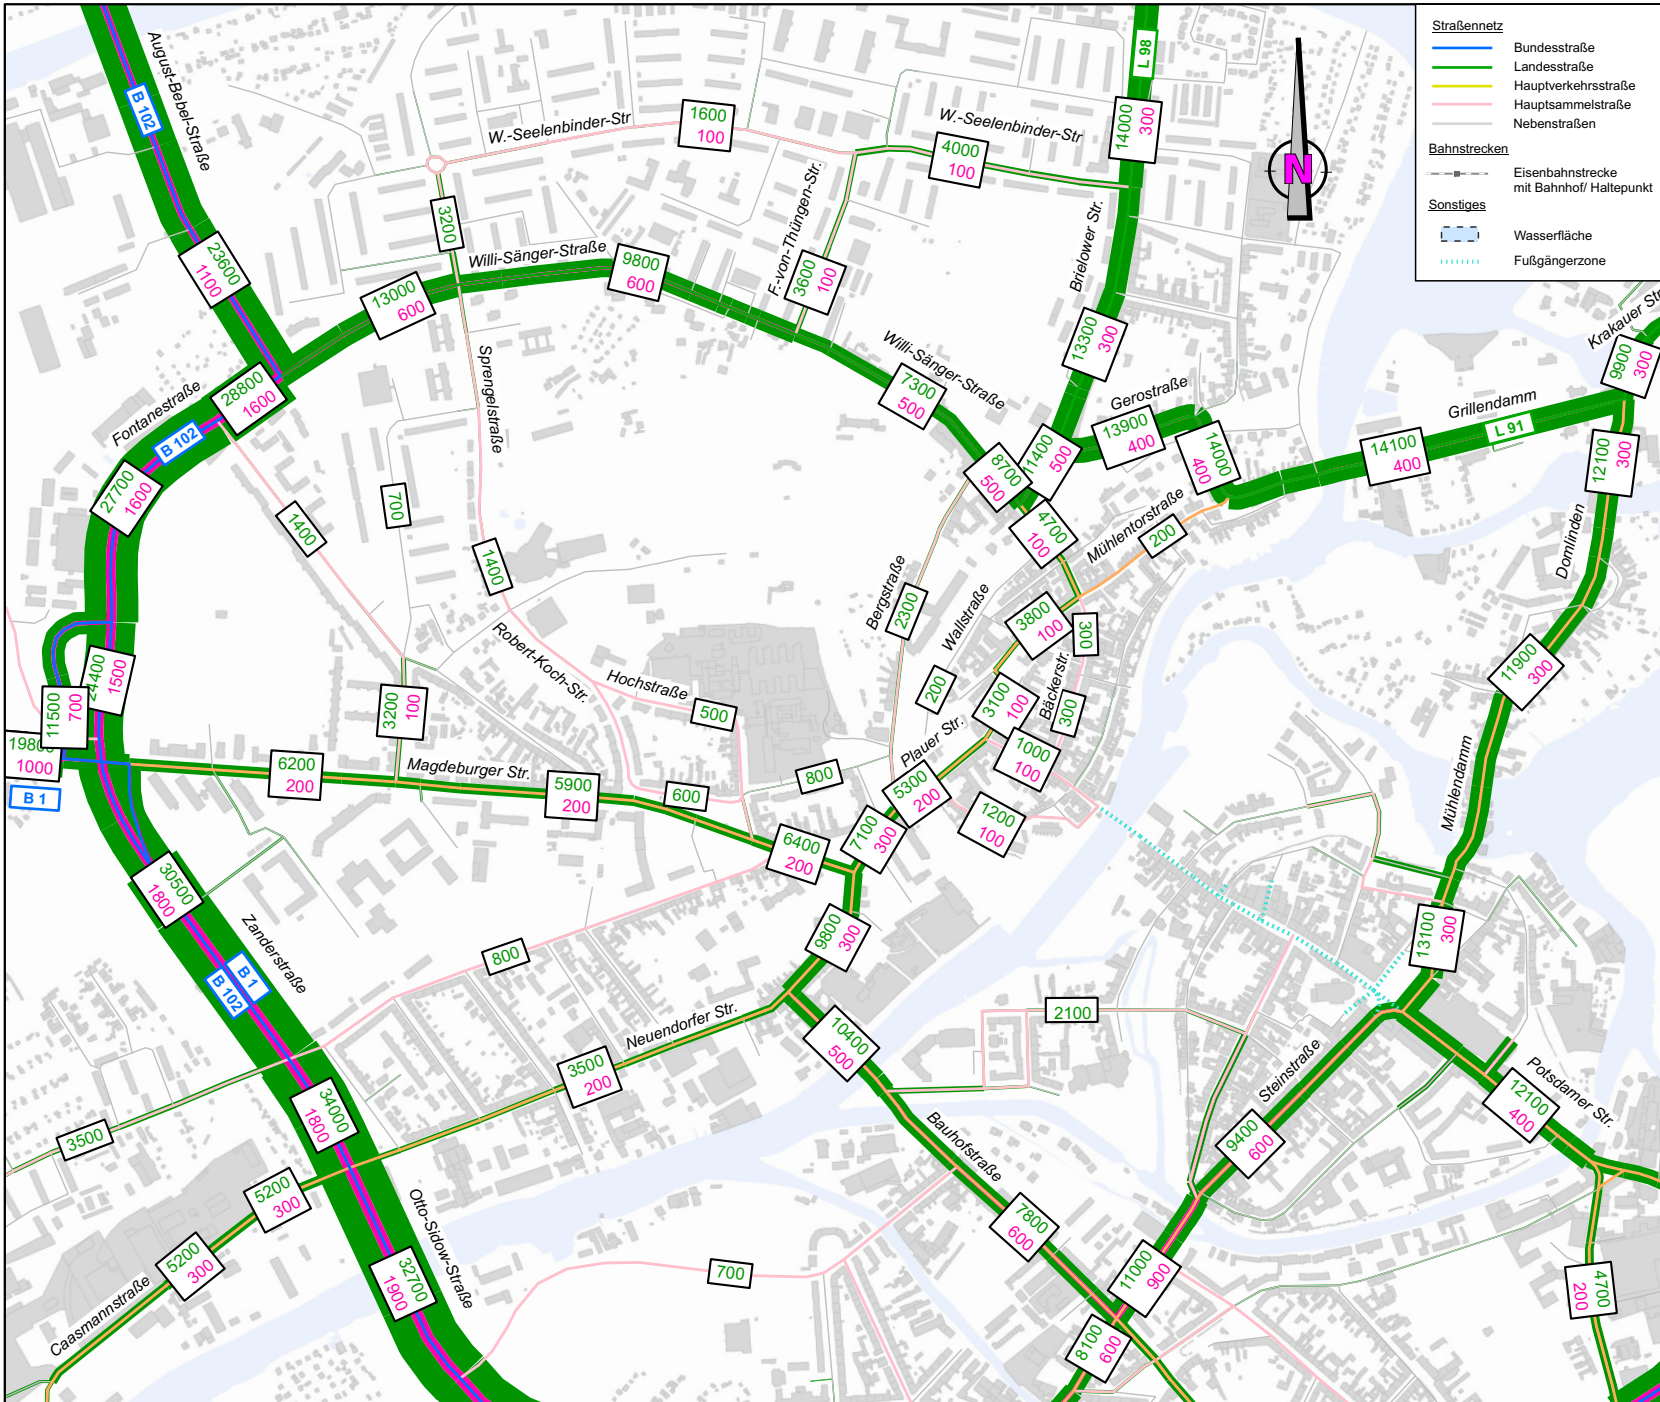 Straßennetz
Bundesstraße
Landesstraße
Hauptverkehrsstraße
Hauptsammelstraße
Nebenstraßen
Bahnstrecken
Eisenbahnstrecke
mit Bahnhof/ Haltepunkt
Sonstiges
Wasserfläche
Fußgängerzone
N
L 98
August-Bebel-Straße
B 102
W.-Seelenbinder-Str
1600
100
W.-Seelenbinder-Str
4000
100
14000
300
3200
23600
1100
Willi-Sänger-Straße
13000
600
9800
600
F.-von-Thüngen-Str.
3600
100
Brielower Str.
13300
300
Krakauer Str
9900
300
Fontanestraße
28800
1600
B 102
Sprengelstraße
Willi-Sänger-Straße
7300
500
Gerostraße
13900
400
14000
400
Grillendamm
L 91
14100
400
12100
300
27700
1600
1400
700
1400
8700
500
11400
500
4700
100
Mühlentorstraße
200
Domlinden
Bergstraße
2300
Wallstraße
3800
100
300
Bäckerstr.
300
200
3100
100
11900
300
Robert-Koch-Str.
Hochstraße
500
24400
1500
11500
700
1980
1000
B 1
3200
100
6200
200
Magdeburger Str.
5900
200
600
800
Plauer Str.
5300
200
1000
100
1200
100
7100
300
6400
200
Mühlendamm
30500
1800
Zanderstraße
B 1
B 102
800
9800
300
13100
300
Neuendorfer Str.
10400
500
2100
Steinstraße
Potsdamer Str.
12100
400
3500
200
34000
1800
3500
Bauhofstraße
9400
600
5200
300
5200
300
Caasmannstraße
Otto-Sidow-Straße
32700
1900
700
7800
600
11000
900
8100
600
4700
200